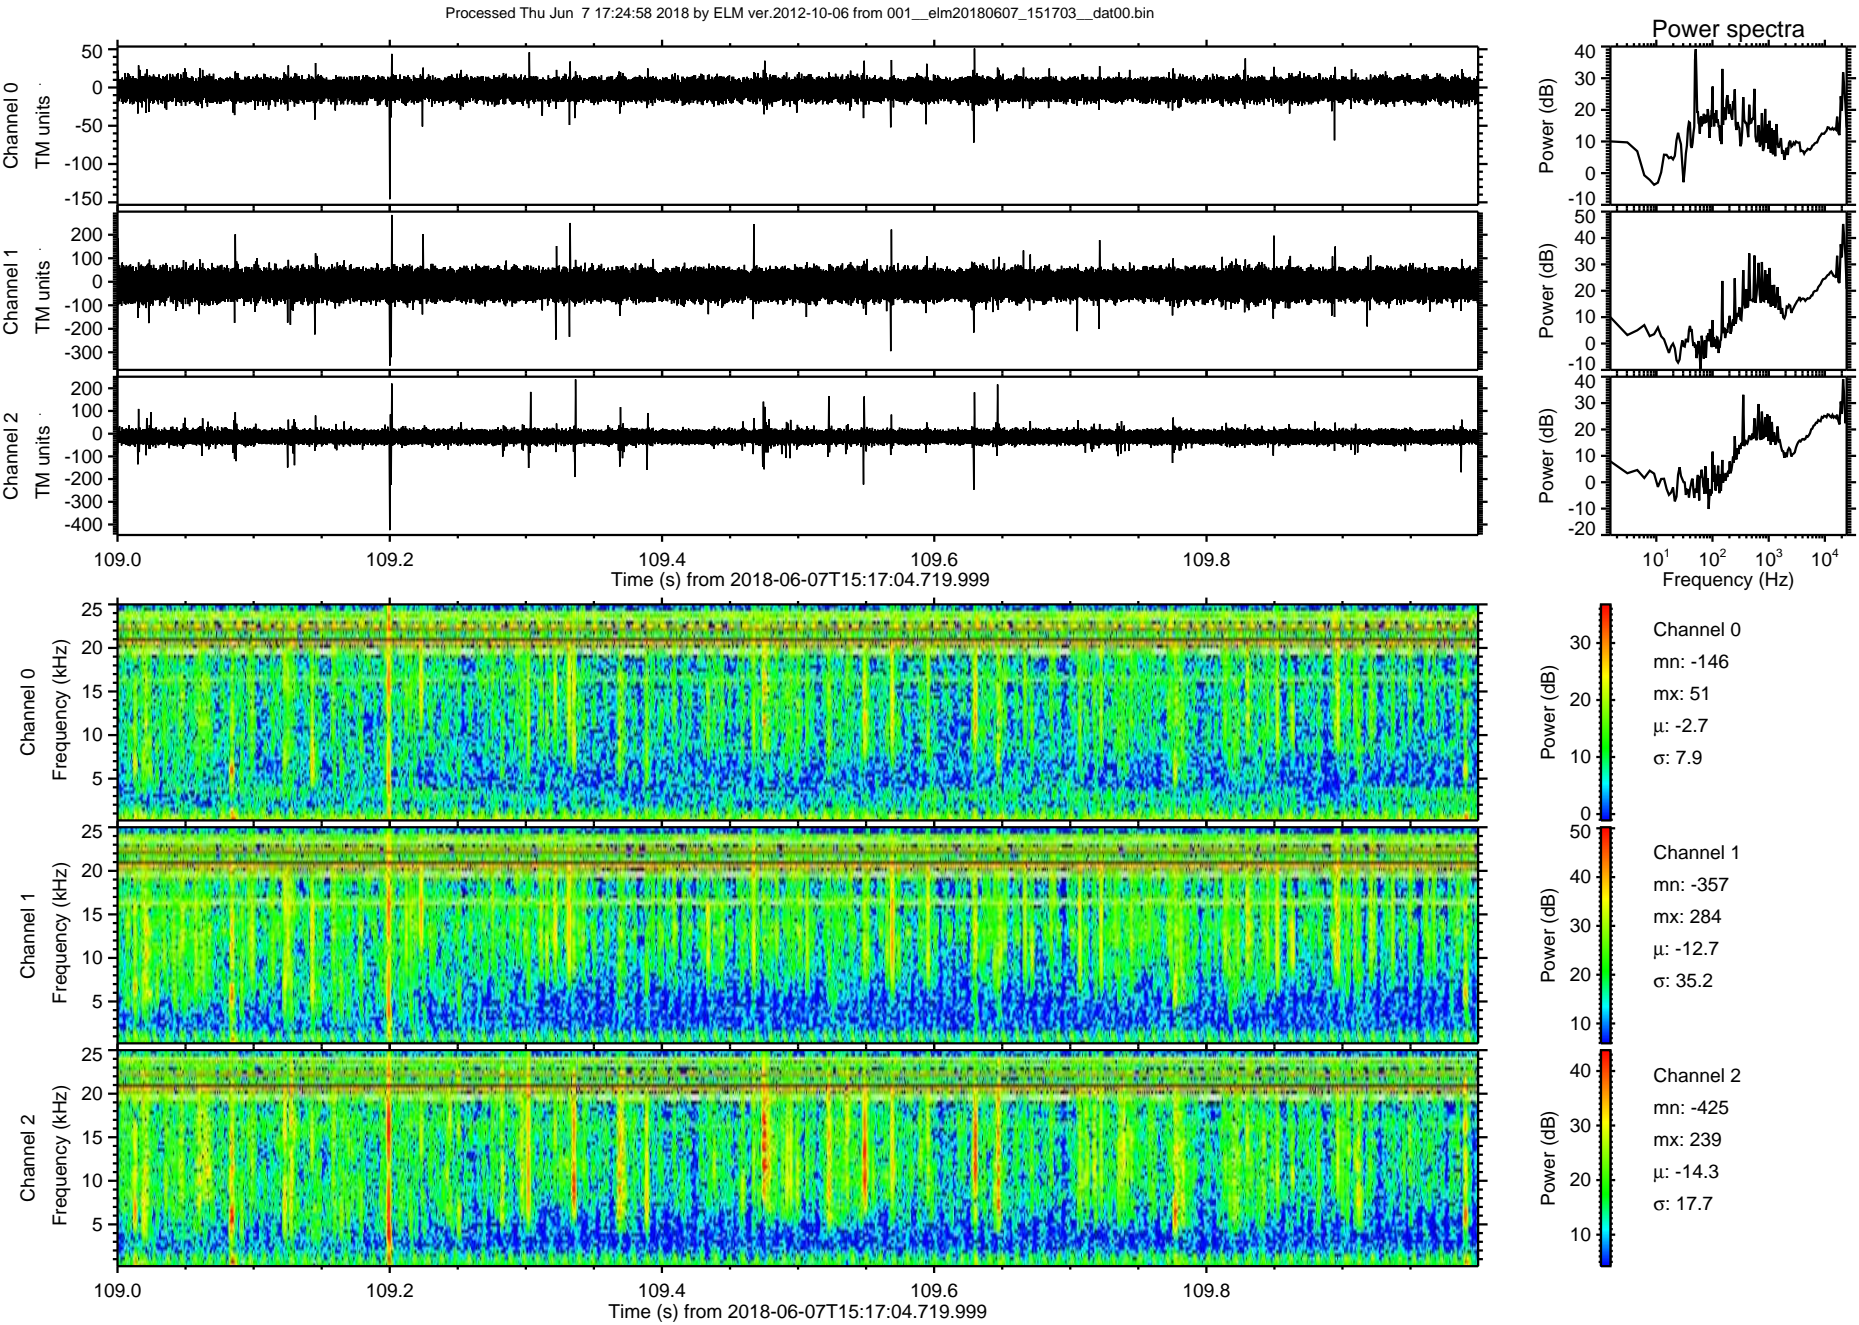 Processed Thu Jun  7 17:24:58 2018 by ELM ver.2012-10-06 from 001__elm20180607_151703__dat00.bin
Power spectra
Channel 0
TM units
50
0
-50
-100
-150
Power (dB)
40
30
20
10
0
-10
Channel 1
TM units
200
100
0
-100
-200
-300
Power (dB)
50
40
30
20
10
0
-10
Channel 2
TM units
200
100
0
-100
-200
-300
-400
Power (dB)
40
30
20
10
0
-10
-20
109.0 109.2 109.4 109.6 109.8
Time (s) from 2018-06-07T15:17:04.719.999
10¹ 10² 10³ 10⁴
Frequency (Hz)
Channel 0
Frequency (kHz)
25
20
15
10
5
Power (dB)
30
20
10
0
Channel 0
mn: -146
mx: 51
μ: -2.7
σ: 7.9
Channel 1
Frequency (kHz)
25
20
15
10
5
Power (dB)
50
40
30
20
10
Channel 1
mn: -357
mx: 284
μ: -12.7
σ: 35.2
Channel 2
Frequency (kHz)
25
20
15
10
5
Power (dB)
40
30
20
10
Channel 2
mn: -425
mx: 239
μ: -14.3
σ: 17.7
109.0 109.2 109.4 109.6 109.8
Time (s) from 2018-06-07T15:17:04.719.999